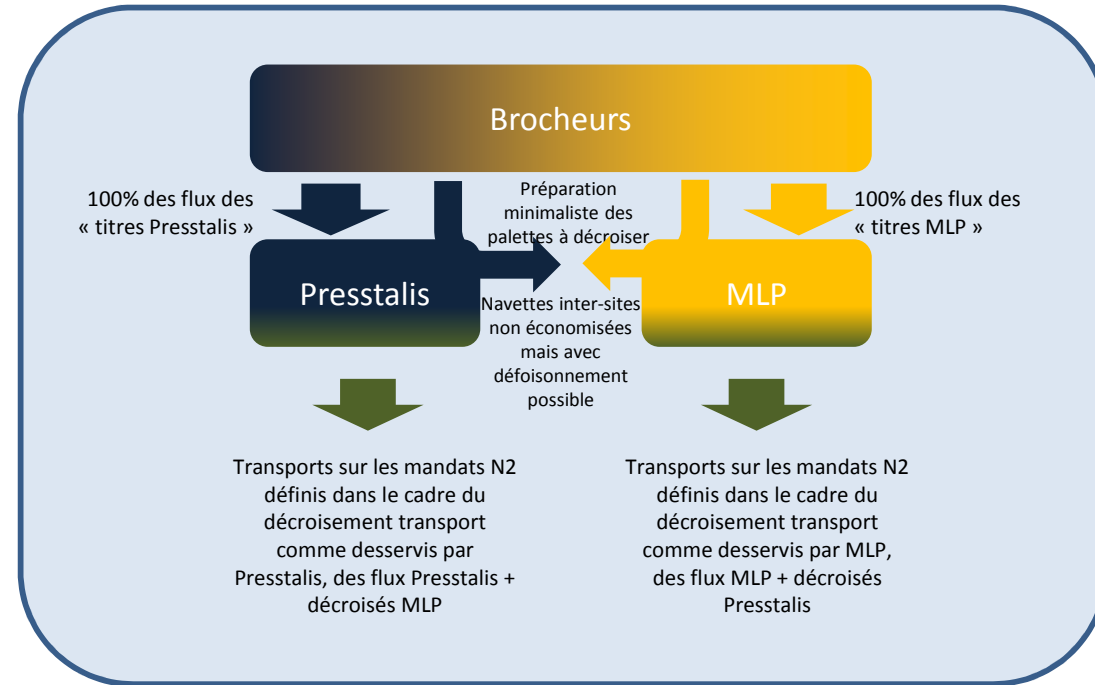 Brocheurs
100% des flux des
« titres Presstalis »
Préparation
minimaliste des
palettes à décroiser
100% des flux des
« titres MLP »
Presstalis
MLP
Navettes inter-sites
non économisées
mais avec
défoisonnement
possible
Transports sur les mandats N2
définis dans le cadre du
décroisement transport
comme desservis par
Presstalis, des flux Presstalis +
décroisés MLP
Transports sur les mandats N2
définis dans le cadre du
décroisement transport
comme desservis par MLP,
des flux MLP + décroisés
Presstalis